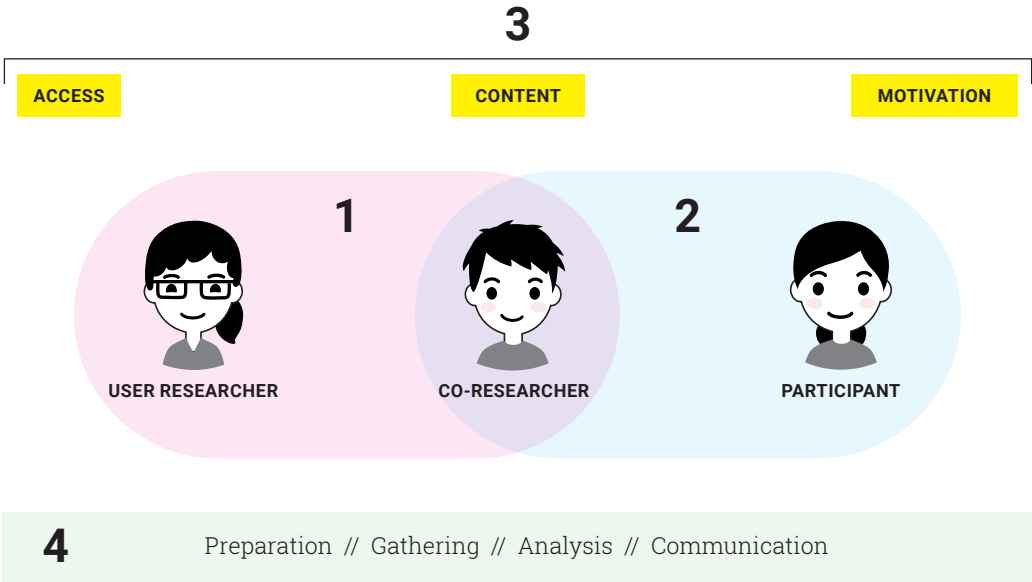 3
ACCESS CONTENT MOTIVATION
1 2
USER RESEARCHER CO-RESEARCHER PARTICIPANT
4 Preparation // Gathering // Analysis // Communication